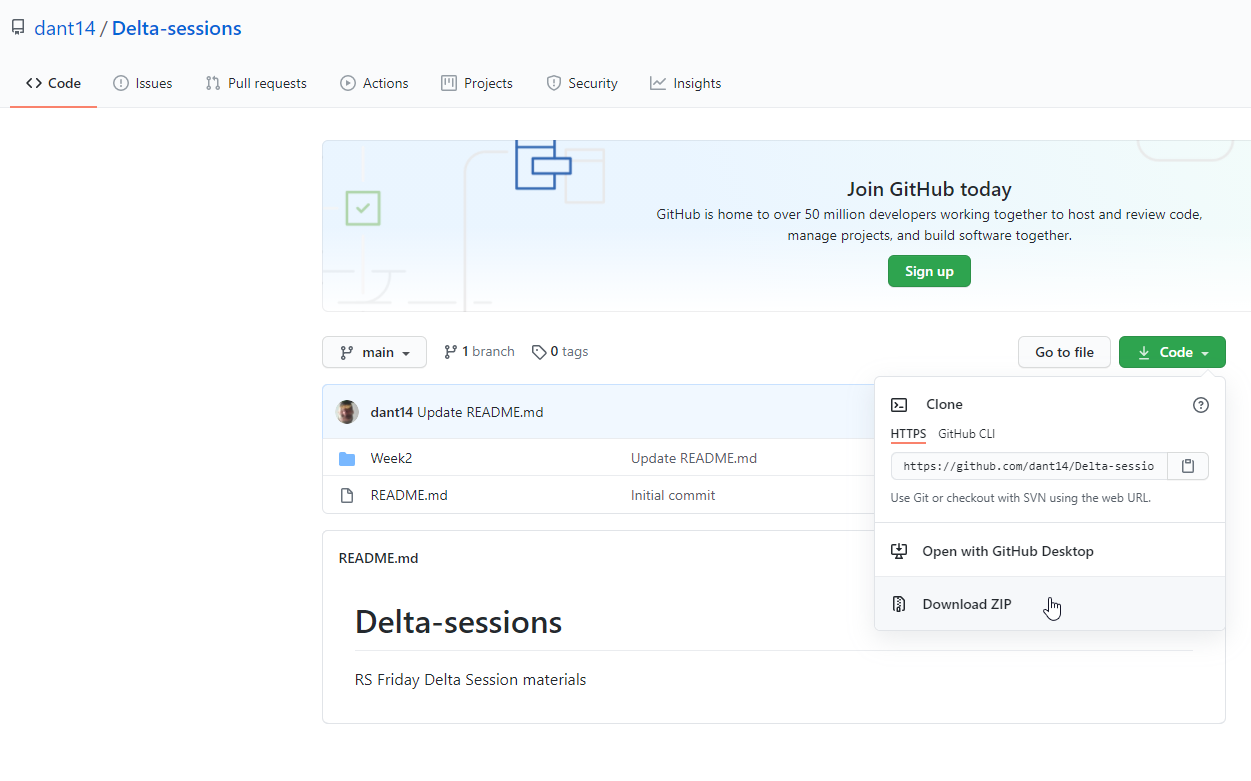 dant14 / Delta-sessions
Code Issues Pull requests Actions Projects Security Insights
Join GitHub today
GitHub is home to over 50 million developers working together to host and review code,
manage projects, and build software together.
Sign up
main 1 branch 0 tags Go to file Code
dant14 Update README.md
Week2 Update README.md
README.md Initial commit
Clone
HTTPS GitHub CLI
https://github.com/dant14/Delta-sessio
Use Git or checkout with SVN using the web URL.
Open with GitHub Desktop
Download ZIP
README.md
Delta-sessions
RS Friday Delta Session materials